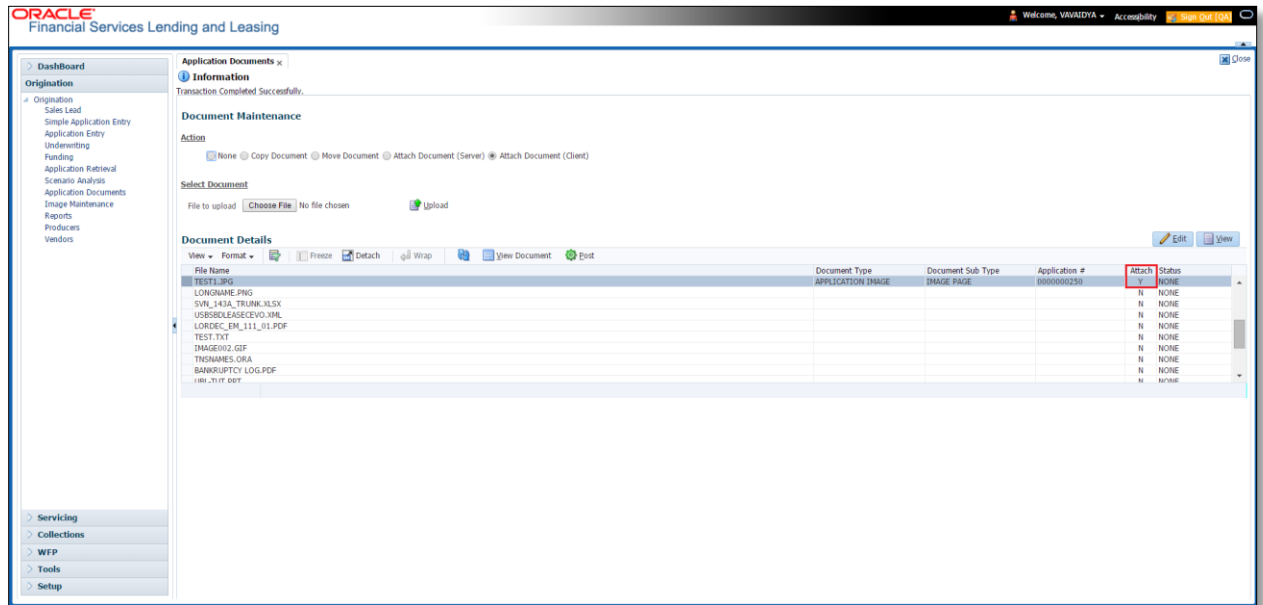 ORACLE
Financial Services Lending and Leasing
Welcome, VAVAIDYA Accessibility Sign Out [QA]
Close
DashBoard
Origination
Origination
Sales Lead
Simple Application Entry
Application Entry
Underwriting
Funding
Application Retrieval
Scenario Analysis
Application Documents
Image Maintenance
Reports
Producers
Vendors
Servicing
Collections
WFP
Tools
Setup
Application Documents x
Information
Transaction Completed Successfully.
Document Maintenance
Action
None Copy Document Move Document Attach Document (Server) Attach Document (Client)
Select Document
File to upload Choose File No file chosen Upload
Document Details
Edit View
View Format Freeze Detach Wrap View Document Post
File Name Document Type Document Sub Type Application # Attach Status
TEST1.JPG APPLICATION IMAGE IMAGE PAGE 0000000250 Y NONE
LONGNAME.PNG N NONE
SVN_143A_TRUNK.XLSX N NONE
USBSBDLEASECEVO.XML N NONE
LORDEC_EM_111_01.PDF N NONE
TEST.TXT N NONE
IMAGE002.GIF N NONE
TNSNAMES.ORA N NONE
BANKRUPTCY LOG.PDF N NONE
UBL-TUT.PPT N NONE